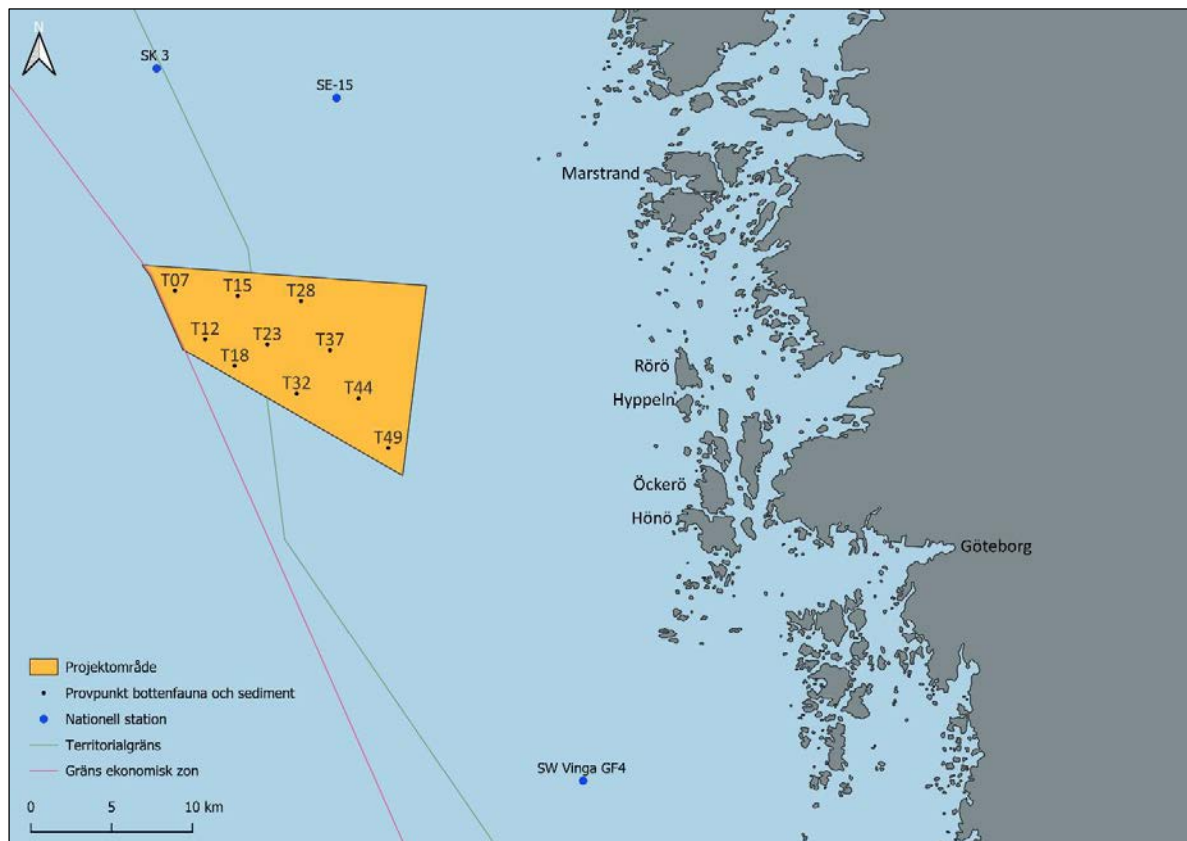 N
SK 3
SE-15
Marstrand
T07
T15
T28
T12
T23
T37
T18
T32
T44
T49
Rörö
Hyppeln
Öckerö
Hönö
Göteborg
Projektområde
Provpunkt bottenfauna och sediment
Nationell station
Territorialgräns
Gräns ekonomisk zon
SW Vinga GF4
0 5 10 km